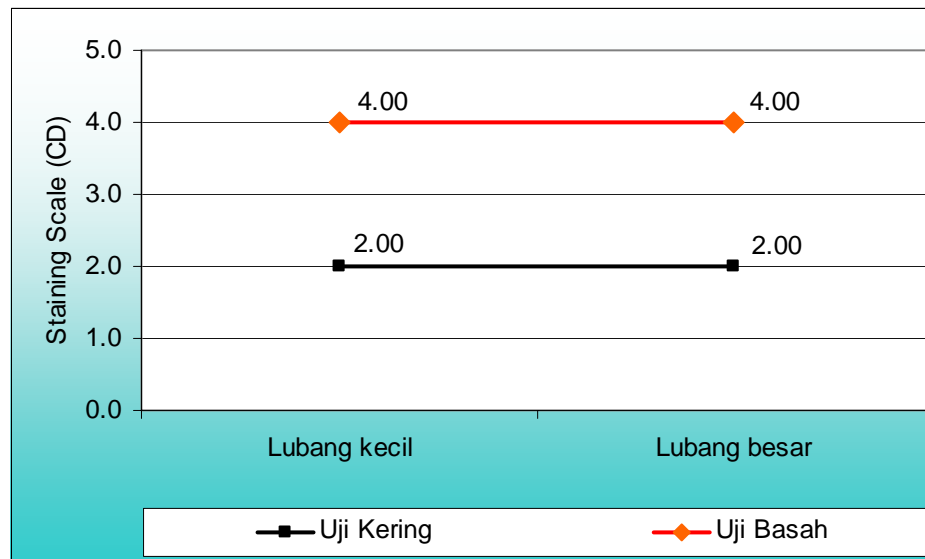 Staining Scale (CD)
5.0
4.0
3.0
2.0
1.0
0.0
4.00 4.00
2.00 2.00
Lubang kecil Lubang besar
Uji Kering Uji Basah